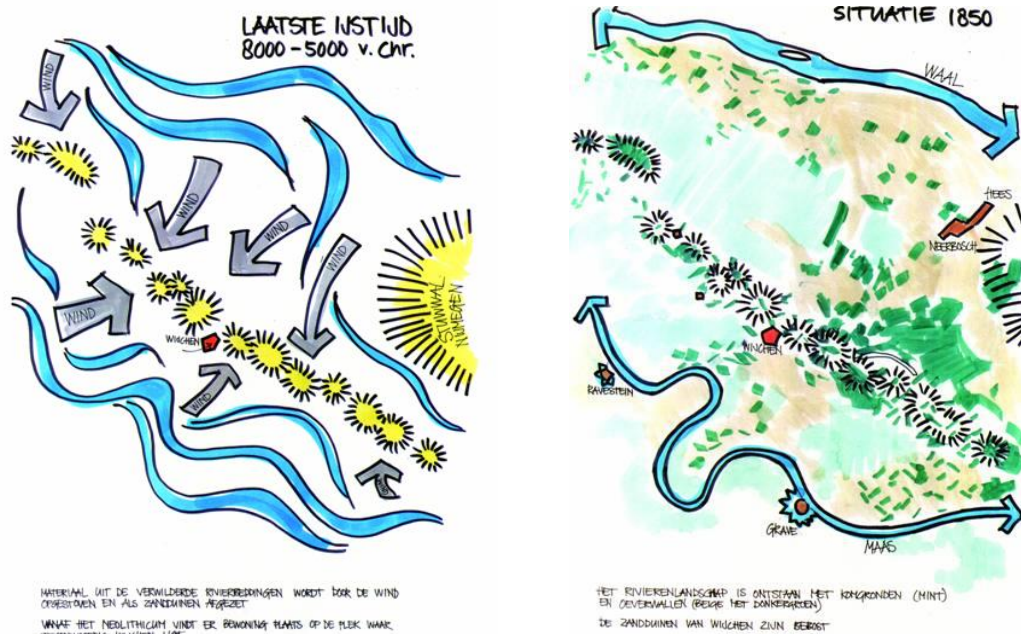 LAATSTE IJSTIJD
8000 - 5000 v. Chr.
WIND
WIND
WIND
WIND
WIND
WIJCHEN
STUWWAL
NIJMEGEN
WIND
WIND
MATERIAAL UIT DE VERWILDERDE RIVIERBEDDINGEN WORDT DOOR DE WIND
OPGESTOVEN EN ALS ZANDDUINEN AFGEZET
VANAF HET NEOLITHICUM VINDT ER BEWONING PLAATS OP DE PLEK WAAR
SITUATIE 1850
WAAL
HEES
NEERBOSCH
WIJCHEN
RAVESTEIN
GRAVE
MAAS
HET RIVIERENLANDSCHAP IS ONTSTAAN MET KOMGRONDEN (MINT)
EN OEVERWALLEN (BEIGE MET DONKERGROEN)
DE ZANDDUINEN VAN WIJCHEN ZIJN BEBOST